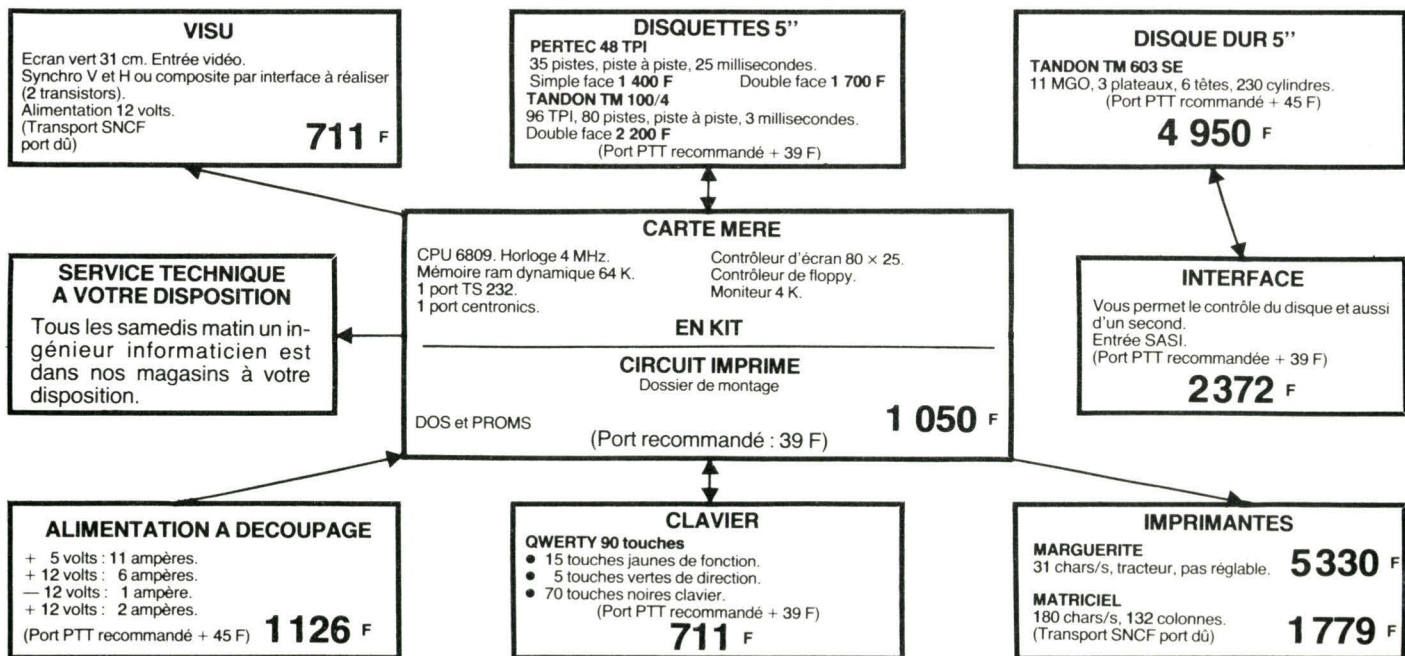 VISU
Ecran vert 31 cm. Entrée vidéo.
Synchro V et H ou composite par interface à réaliser
(2 transistors).
Alimentation 12 volts.
(Transport SNCF
port dû)
711 F
DISQUETTES 5''
PERTEC 48 TPI
35 pistes, piste à piste, 25 millisecondes.
Simple face 1 400 F Double face 1 700 F
TANDON TM 100/4
96 TPI, 80 pistes, piste à piste, 3 millisecondes.
Double face 2 200 F
(Port PTT recommandé + 39 F)
DISQUE DUR 5''
TANDON TM 603 SE
11 MGO, 3 plateaux, 6 têtes, 230 cylindres.
(Port PTT rcommandé + 45 F)
4 950 F
SERVICE TECHNIQUE
A VOTRE DISPOSITION
Tous les samedis matin un in-
génieur informaticien est
dans nos magasins à votre
disposition.
CARTE MERE
CPU 6809. Horloge 4 MHz.
Mémoire ram dynamique 64 K.
1 port TS 232.
1 port centronics.
Contrôleur d'écran 80 × 25.
Contrôleur de floppy.
Moniteur 4 K.
EN KIT
CIRCUIT IMPRIME
Dossier de montage
DOS et PROMS
1 050 F
(Port recommandé : 39 F)
INTERFACE
Vous permet le contrôle du disque et aussi
d'un second.
Entrée SASI.
(Port PTT recommandée + 39 F)
2372 F
ALIMENTATION A DECOUPAGE
+ 5 volts : 11 ampères.
+ 12 volts : 6 ampères.
— 12 volts : 1 ampère.
+ 12 volts : 2 ampères.
(Port PTT recommandé + 45 F) 1126 F
CLAVIER
QWERTY 90 touches
● 15 touches jaunes de fonction.
● 5 touches vertes de direction.
● 70 touches noires clavier.
(Port PTT recommandé + 39 F)
711 F
IMPRIMANTES
MARGUERITE
31 chars/s, tracteur, pas réglable. 5330 F
MATRICIEL
180 chars/s, 132 colonnes.
(Transport SNCF port dû) 1779 F